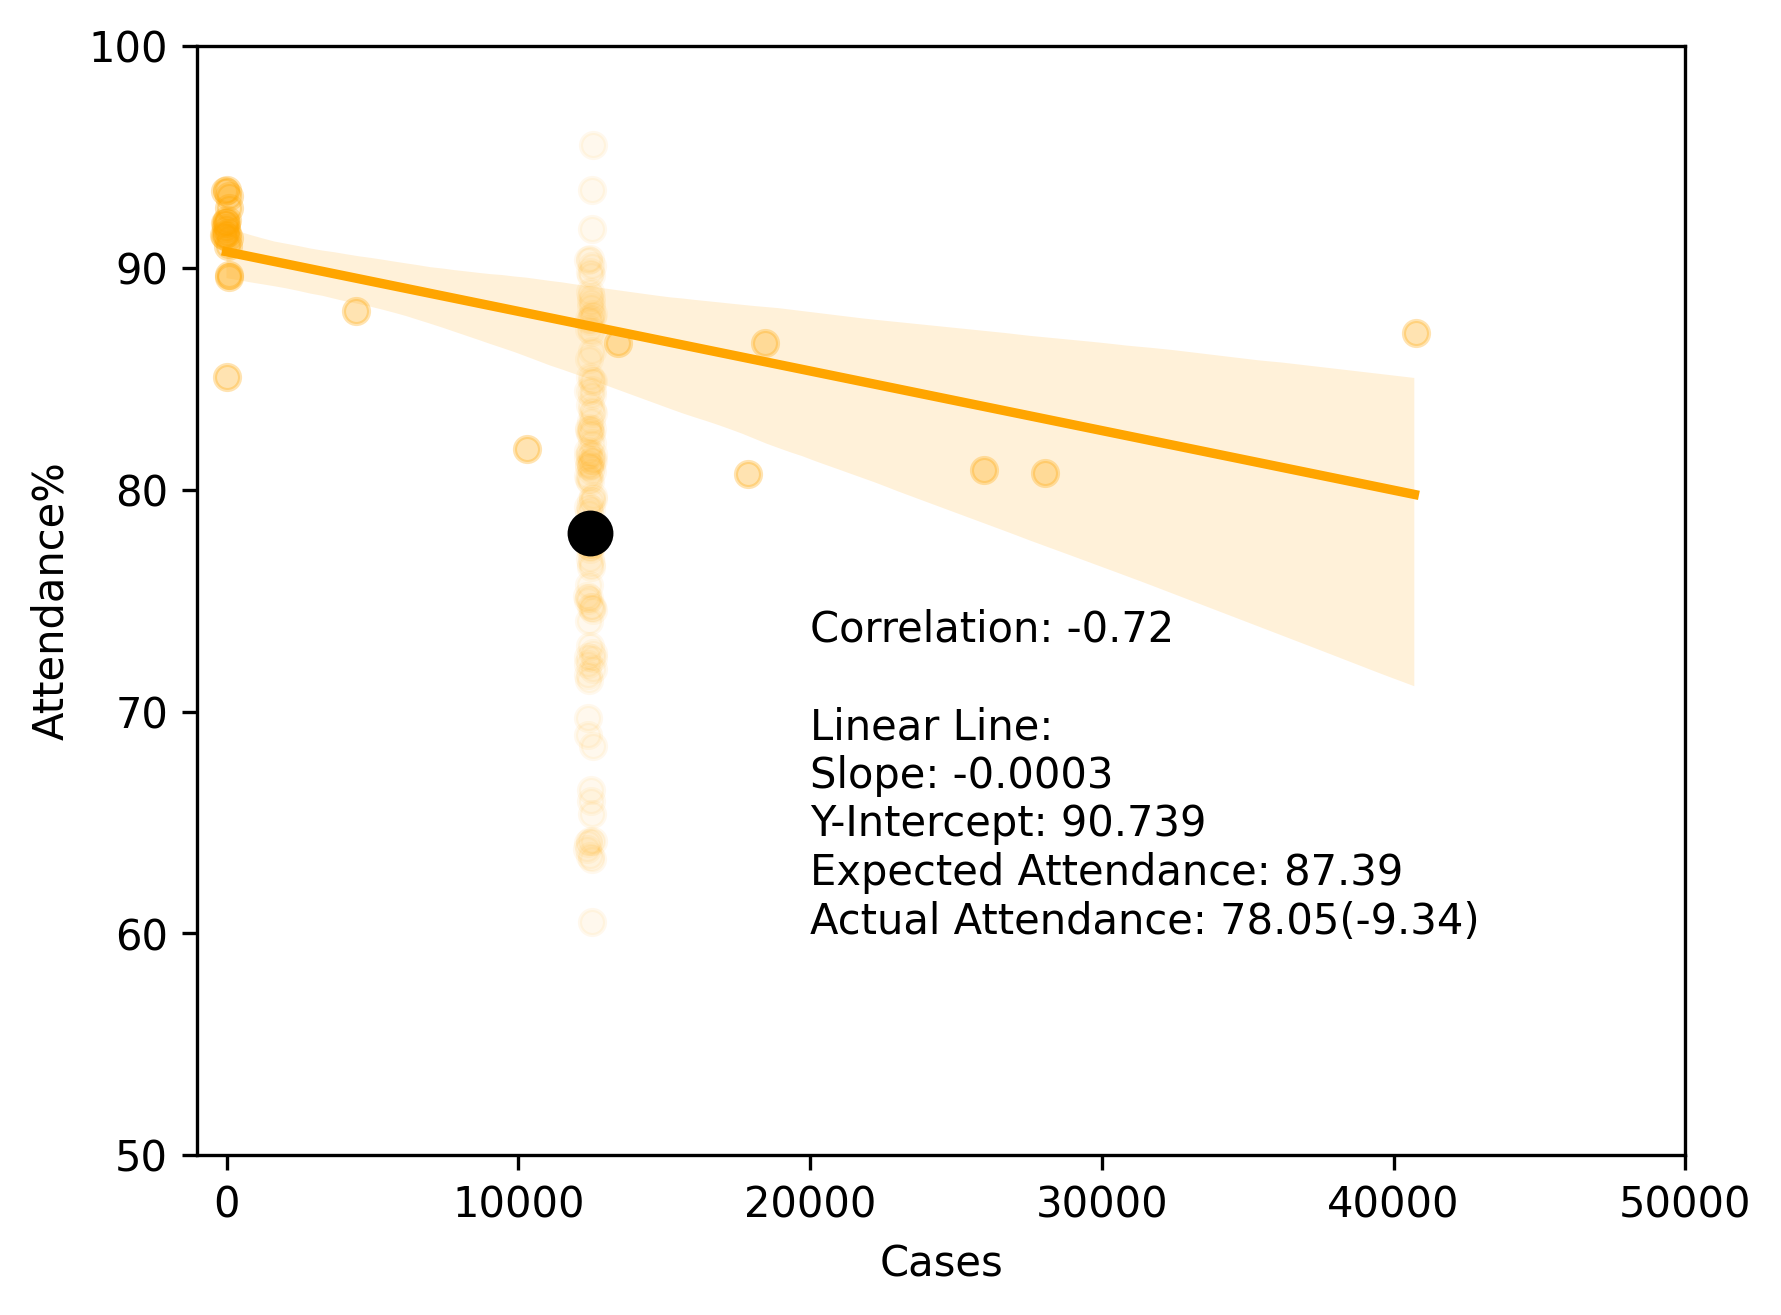 100
90
80
70
60
50
Attendance%
Correlation: -0.72
Linear Line:
Slope: -0.0003
Y-Intercept: 90.739
Expected Attendance: 87.39
Actual Attendance: 78.05(-9.34)
0 10000 20000 30000 40000 50000
Cases